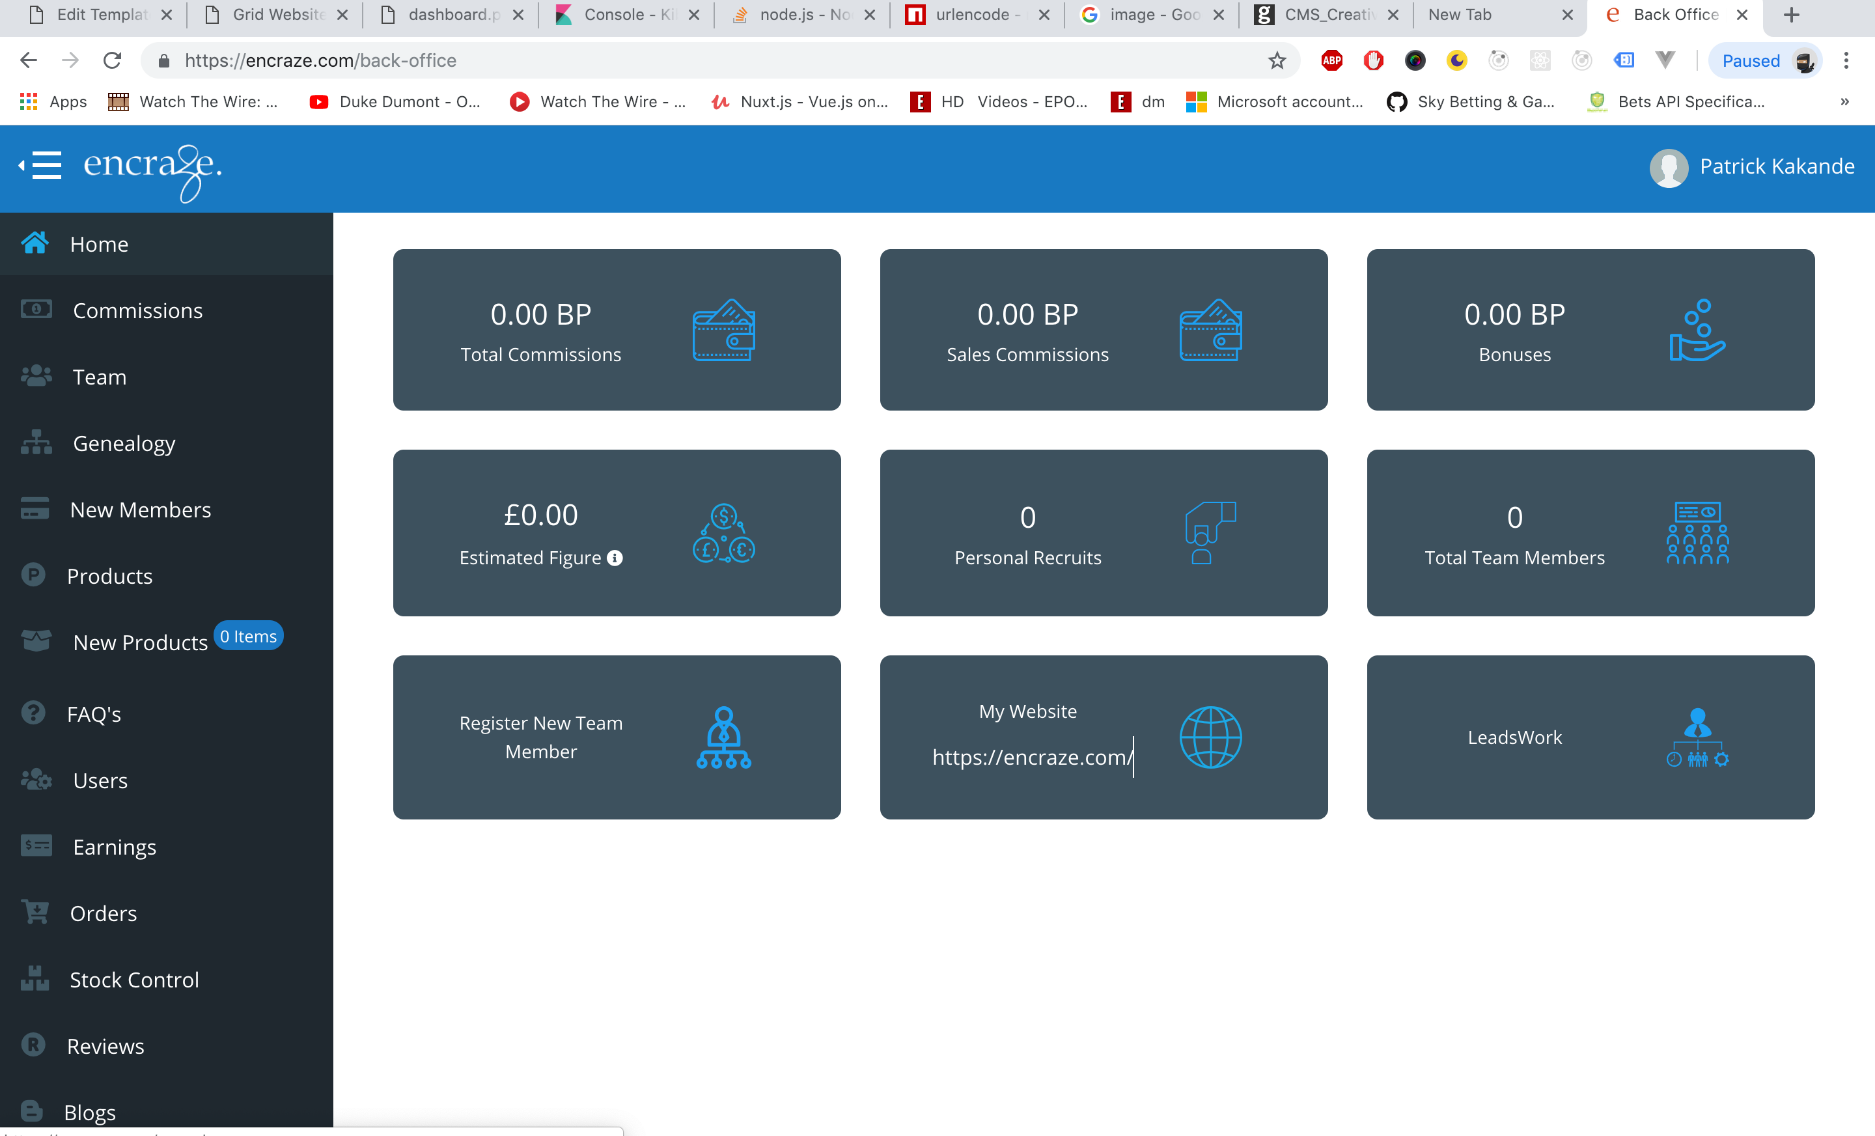 Edit Templat Grid Website dashboard.p Console - Ki node.js - No urlencode - image - Goo CMS_Creativ New Tab Back Office
https://encraze.com/back-office ABP Paused
Apps Watch The Wire: ... Duke Dumont - O... Watch The Wire - ... Nuxt.js - Vue.js on... HD Videos - EPO... dm Microsoft account... Sky Betting & Ga... Bets API Specifica... »
encraze. Patrick Kakande
Home
Commissions
Team
Genealogy
New Members
Products
New Products 0 Items
FAQ's
Users
Earnings
Orders
Stock Control
Reviews
Blogs
0.00 BP
Total Commissions
0.00 BP
Sales Commissions
0.00 BP
Bonuses
£0.00
Estimated Figure
0
Personal Recruits
0
Total Team Members
Register New Team
Member
My Website
https://encraze.com/
LeadsWork